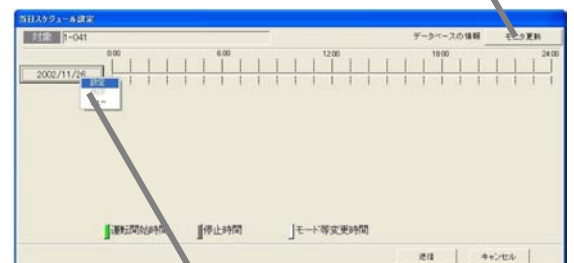 当日スケジュール設定
対象 1-041 データベースの情報 モニタ更新
0:00 6:00 12:00 18:00 24:00
2002/11/26
設定
運転開始時間 停止時間 モード等変更時間
送信 キャンセル